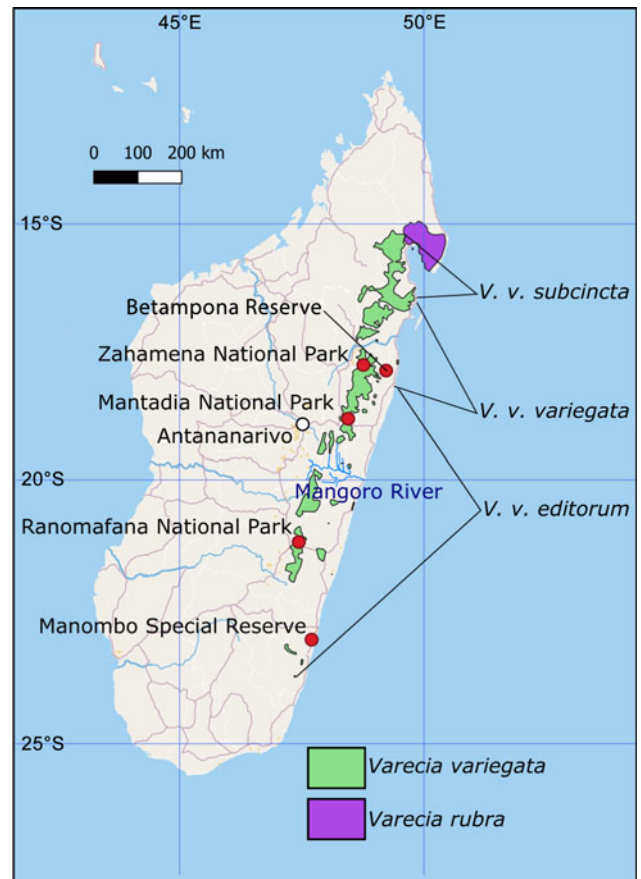 45°E
50°E
0 100 200 km
15°S
V. v. subcincta
Betampona Reserve
Zahamena National Park
Mantadia National Park
V. v. variegata
Antananarivo
20°S
Mangoro River
V. v. editorum
Ranomafana National Park
Manombo Special Reserve
25°S
Varecia variegata
Varecia rubra